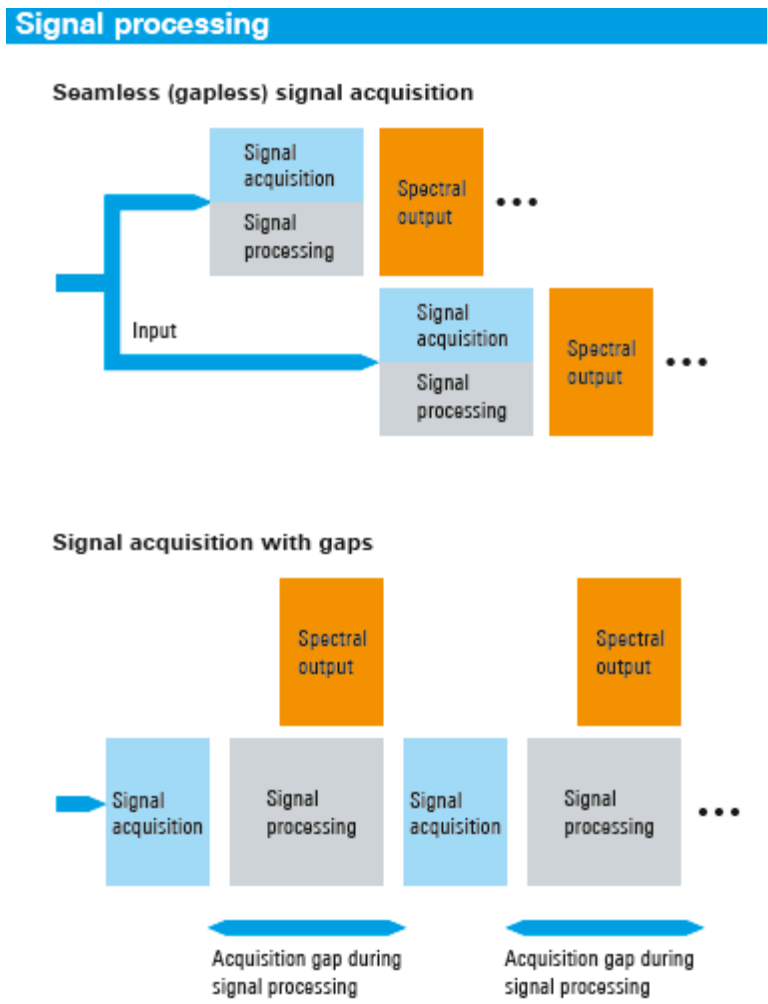 Signal processing
Seamless (gapless) signal acquisition
Signal
acquisition
Signal
processing
Spectral
output
•••
Input
Signal
acquisition
Signal
processing
Spectral
output
•••
Signal acquisition with gaps
Spectral
output
Spectral
output
Signal
acquisition
Signal
processing
Signal
acquisition
Signal
processing
•••
Acquisition gap during
signal processing
Acquisition gap during
signal processing